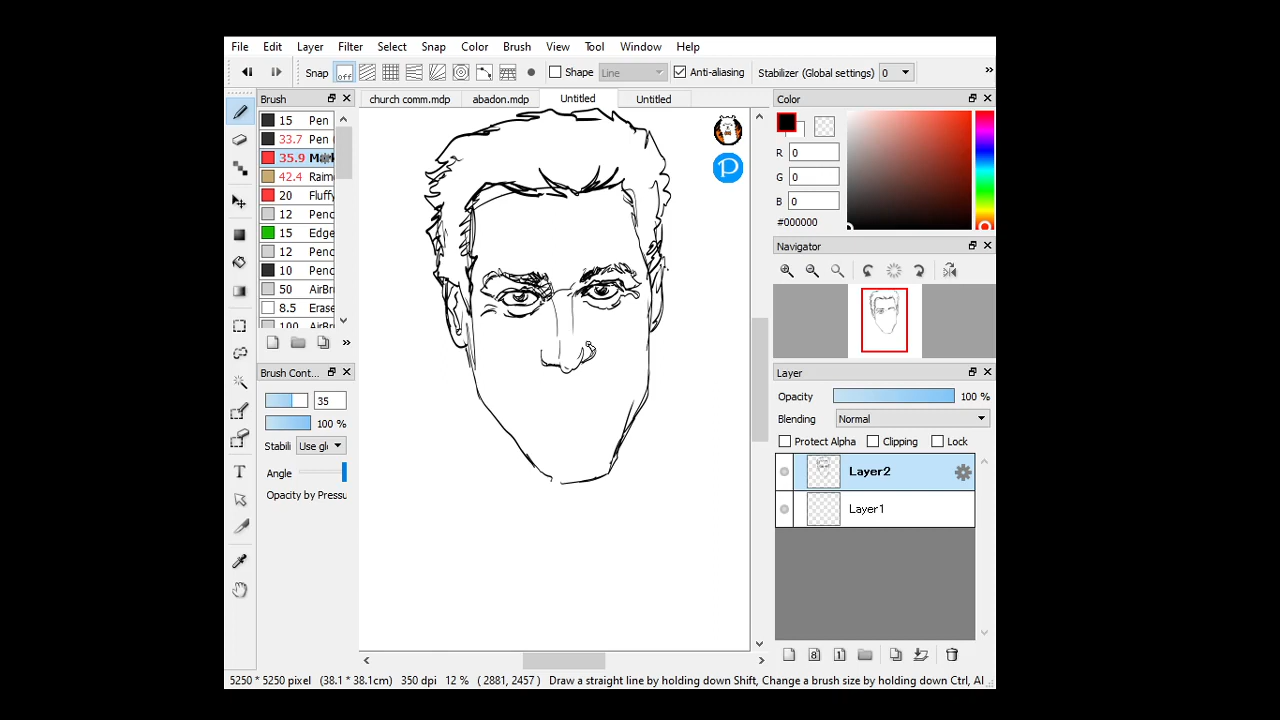 File Edit Layer Filter Select Snap Color Brush View Tool Window Help
Snap off Shape Line Anti-aliasing Stabilizer (Global settings) 0 »
Brush
church comm.mdp abadon.mdp Untitled Untitled
15 Pen
33.7 Pen
35.9 Mark
42.4 Raim
20 Fluffy
12 Penc
15 Edge
12 Penc
10 Penc
50 AirBr
8.5 Erase
100 AirBr
»
Brush Cont...
35
100 %
Stabili Use gl
Angle
Opacity by Pressu
P
Color
R 0
G 0
B 0
#000000
Navigator
Layer
Opacity 100 %
Blending Normal
Protect Alpha Clipping Lock
Layer2
Layer1
8 1
T
5250 * 5250 pixel (38.1 * 38.1cm) 350 dpi 12 % ( 2881, 2457 ) Draw a straight line by holding down Shift, Change a brush size by holding down Ctrl, Al